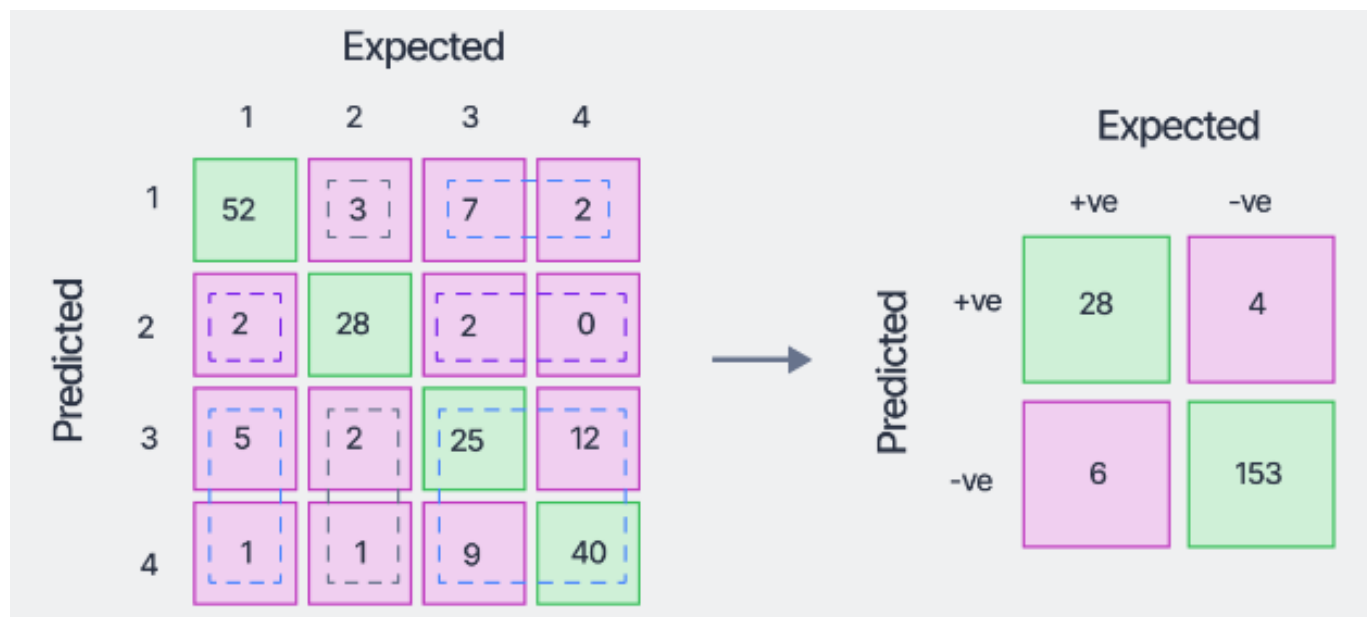 Expected
1 2 3 4
1 52 3 7 2
Predicted
2 2 28 2 0
3 5 2 25 12
4 1 1 9 40
Expected
+ve -ve
Predicted
+ve 28 4
-ve 6 153